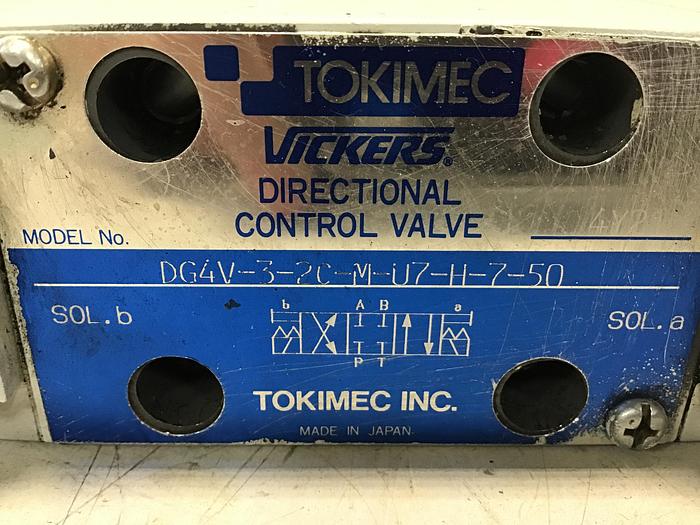 TOKIMEC
VICKERS®
DIRECTIONAL
CONTROL VALVE
MODEL No.
DG4V-3-2C-M-U7-H-7-50
SOL.b
b A B a
SOL.a
P T
TOKIMEC INC.
MADE IN JAPAN.